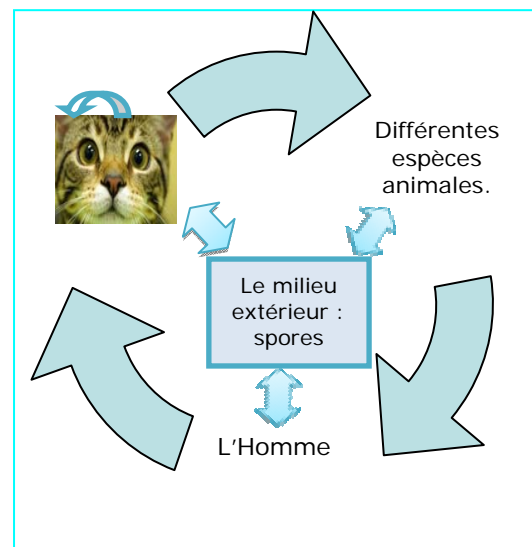 Différentes
espèces
animales.
Le milieu
extérieur :
spores
L'Homme